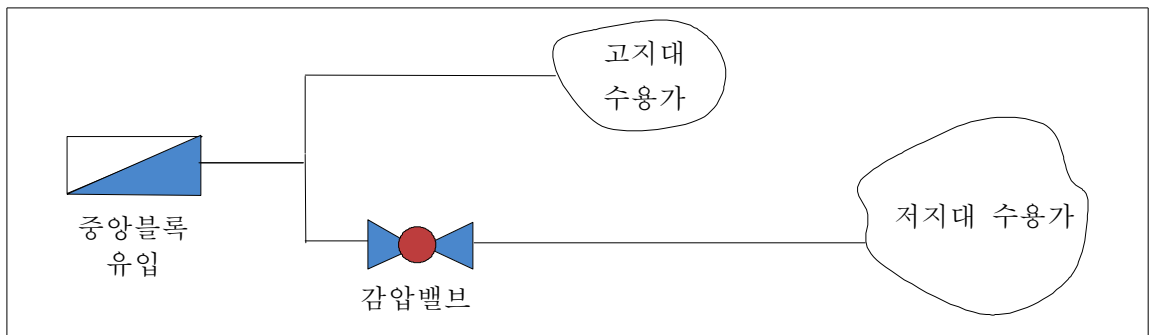 고지대
수용가
중앙블록
유입
감압밸브
저지대 수용가